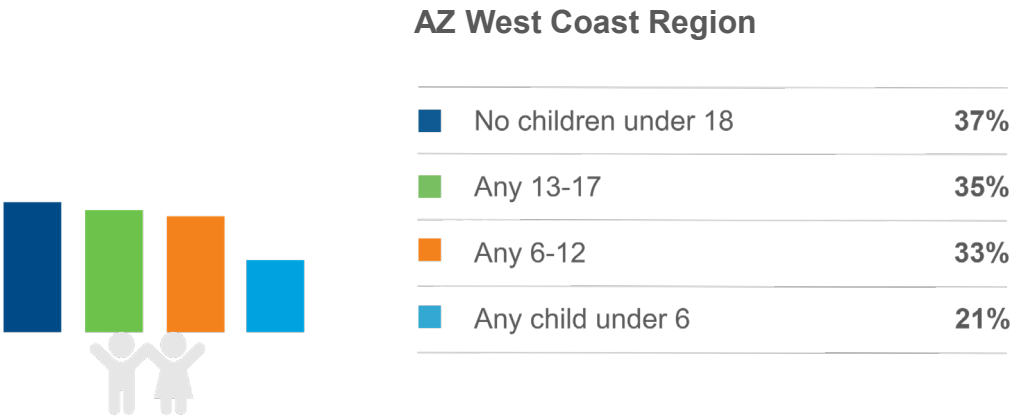 AZ West Coast Region
No children under 18 37%
Any 13-17 35%
Any 6-12 33%
Any child under 6 21%